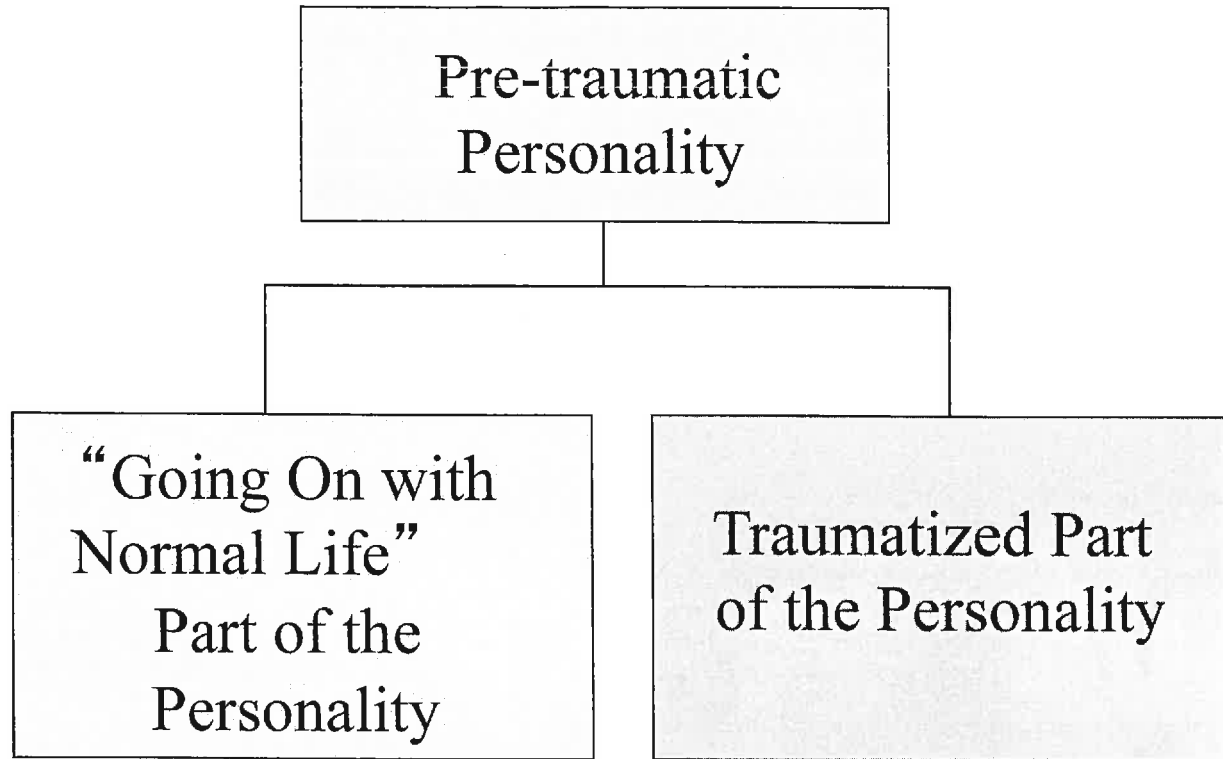 Pre-traumatic
Personality
“Going On with
Normal Life”
Part of the
Personality
Traumatized Part
of the Personality